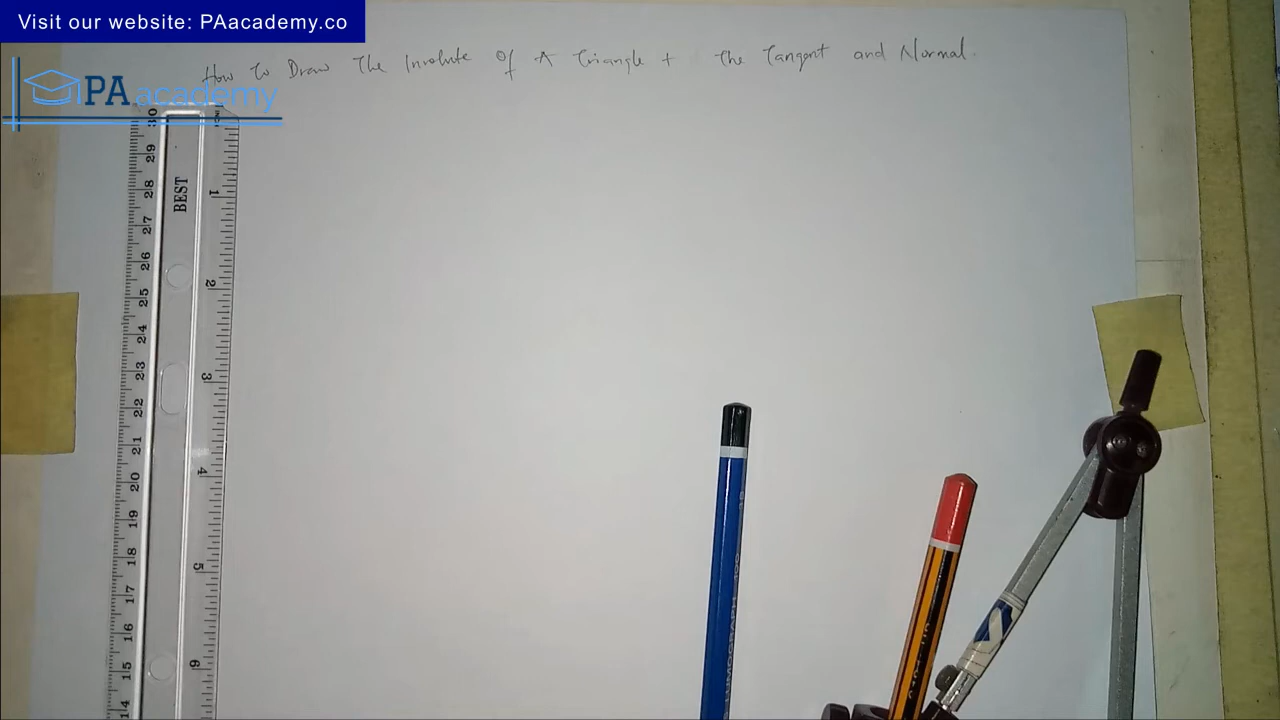 Visit our website: PAacademy.co
How To Draw The Involute Of A Triangle + The Tangent and Normal.
PA academy
30 29 28 27 26 25 24 23 22 21 20 19 18 17 16 15 14
BEST
INCH 1 2 3 4 5 6